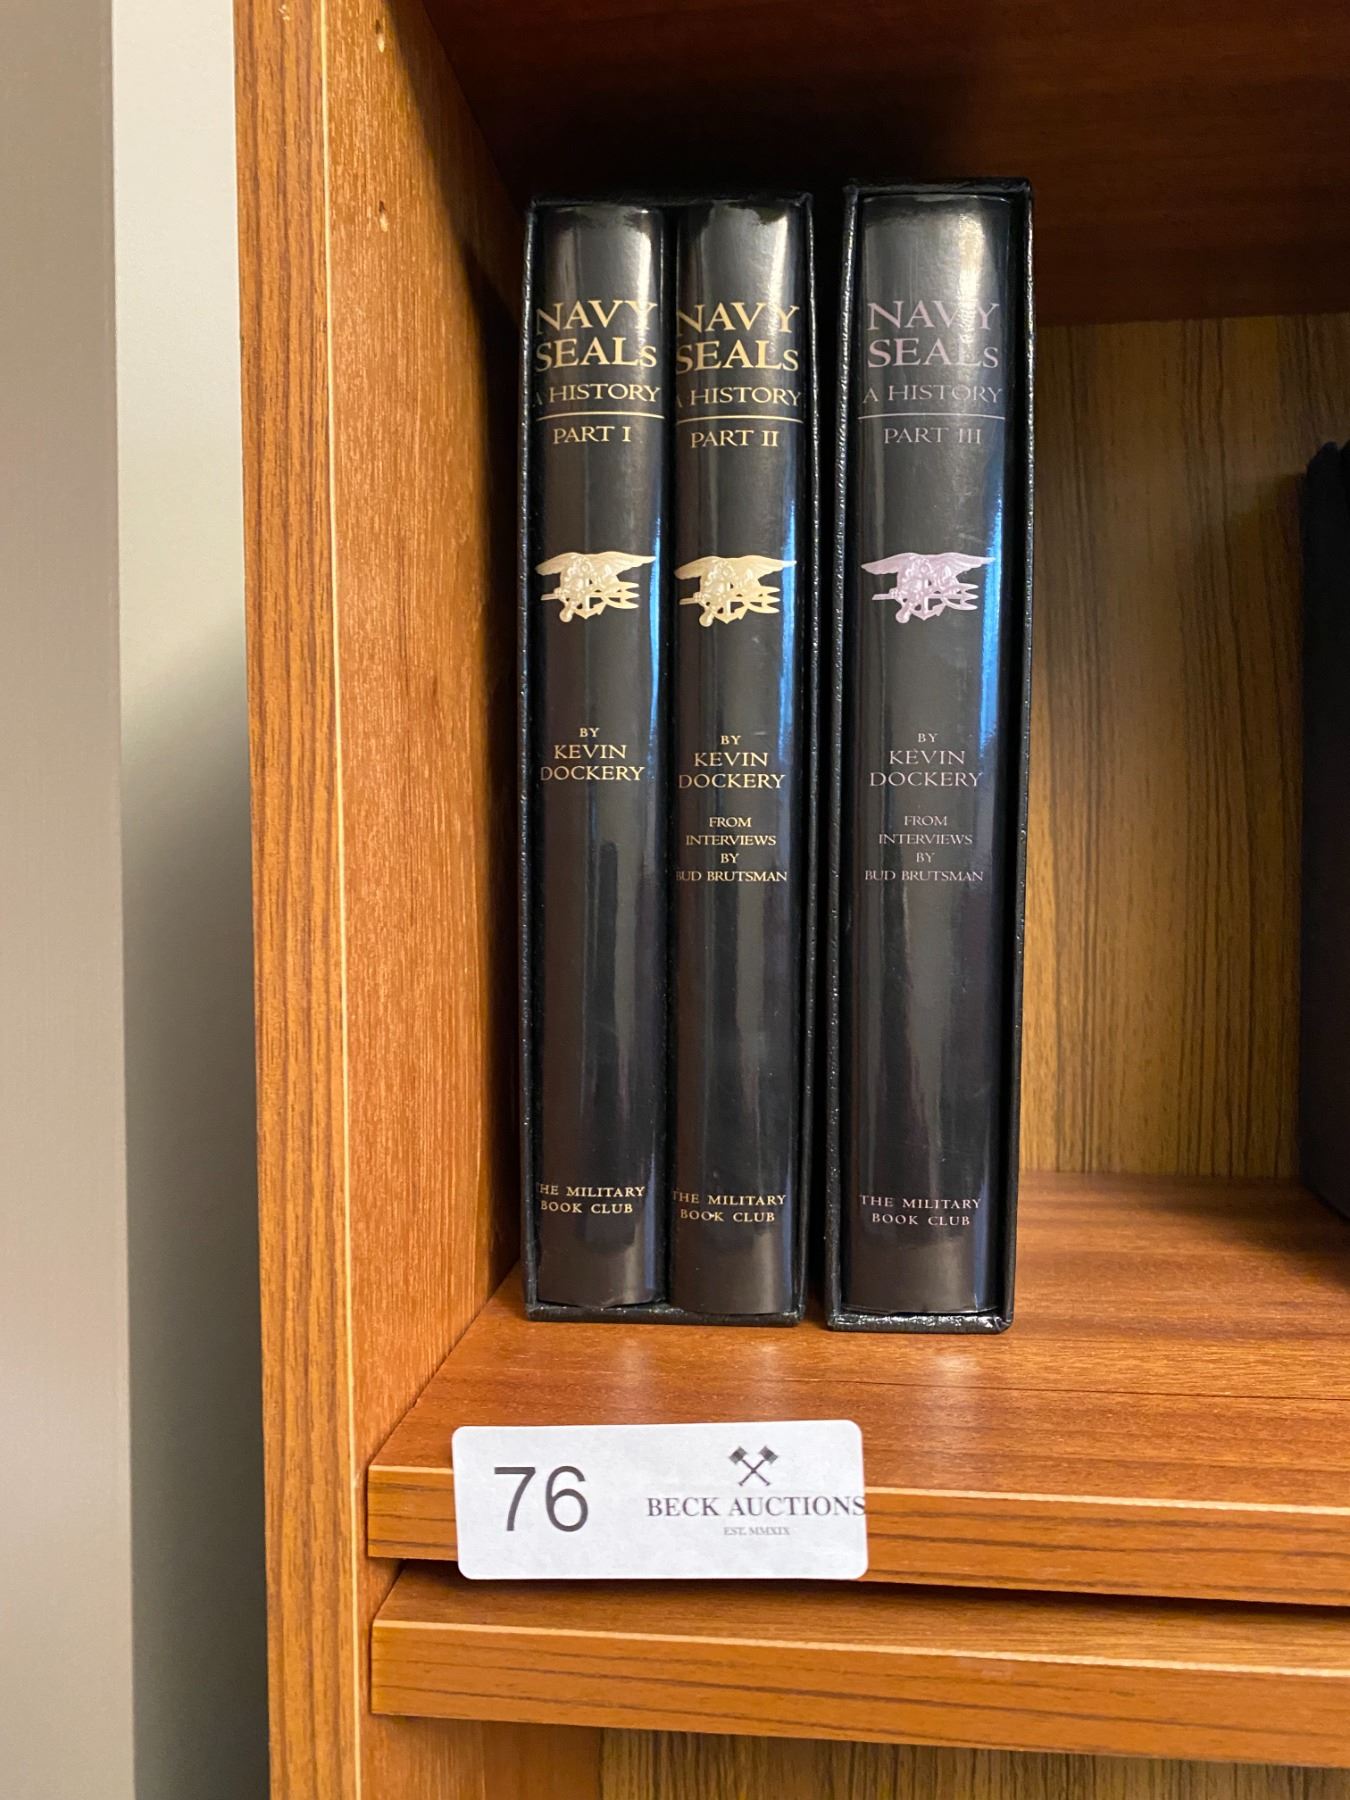 NAVY
SEALs
A HISTORY
PART I
BY
KEVIN
DOCKERY
THE MILITARY
BOOK CLUB
NAVY
SEALs
A HISTORY
PART II
BY
KEVIN
DOCKERY
FROM
INTERVIEWS
BY
BUD BRUTSMAN
THE MILITARY
BOOK CLUB
NAVY
SEALs
A HISTORY
PART III
BY
KEVIN
DOCKERY
FROM
INTERVIEWS
BY
BUD BRUTSMAN
THE MILITARY
BOOK CLUB
76
BECK AUCTIONS
EST. MMXIX